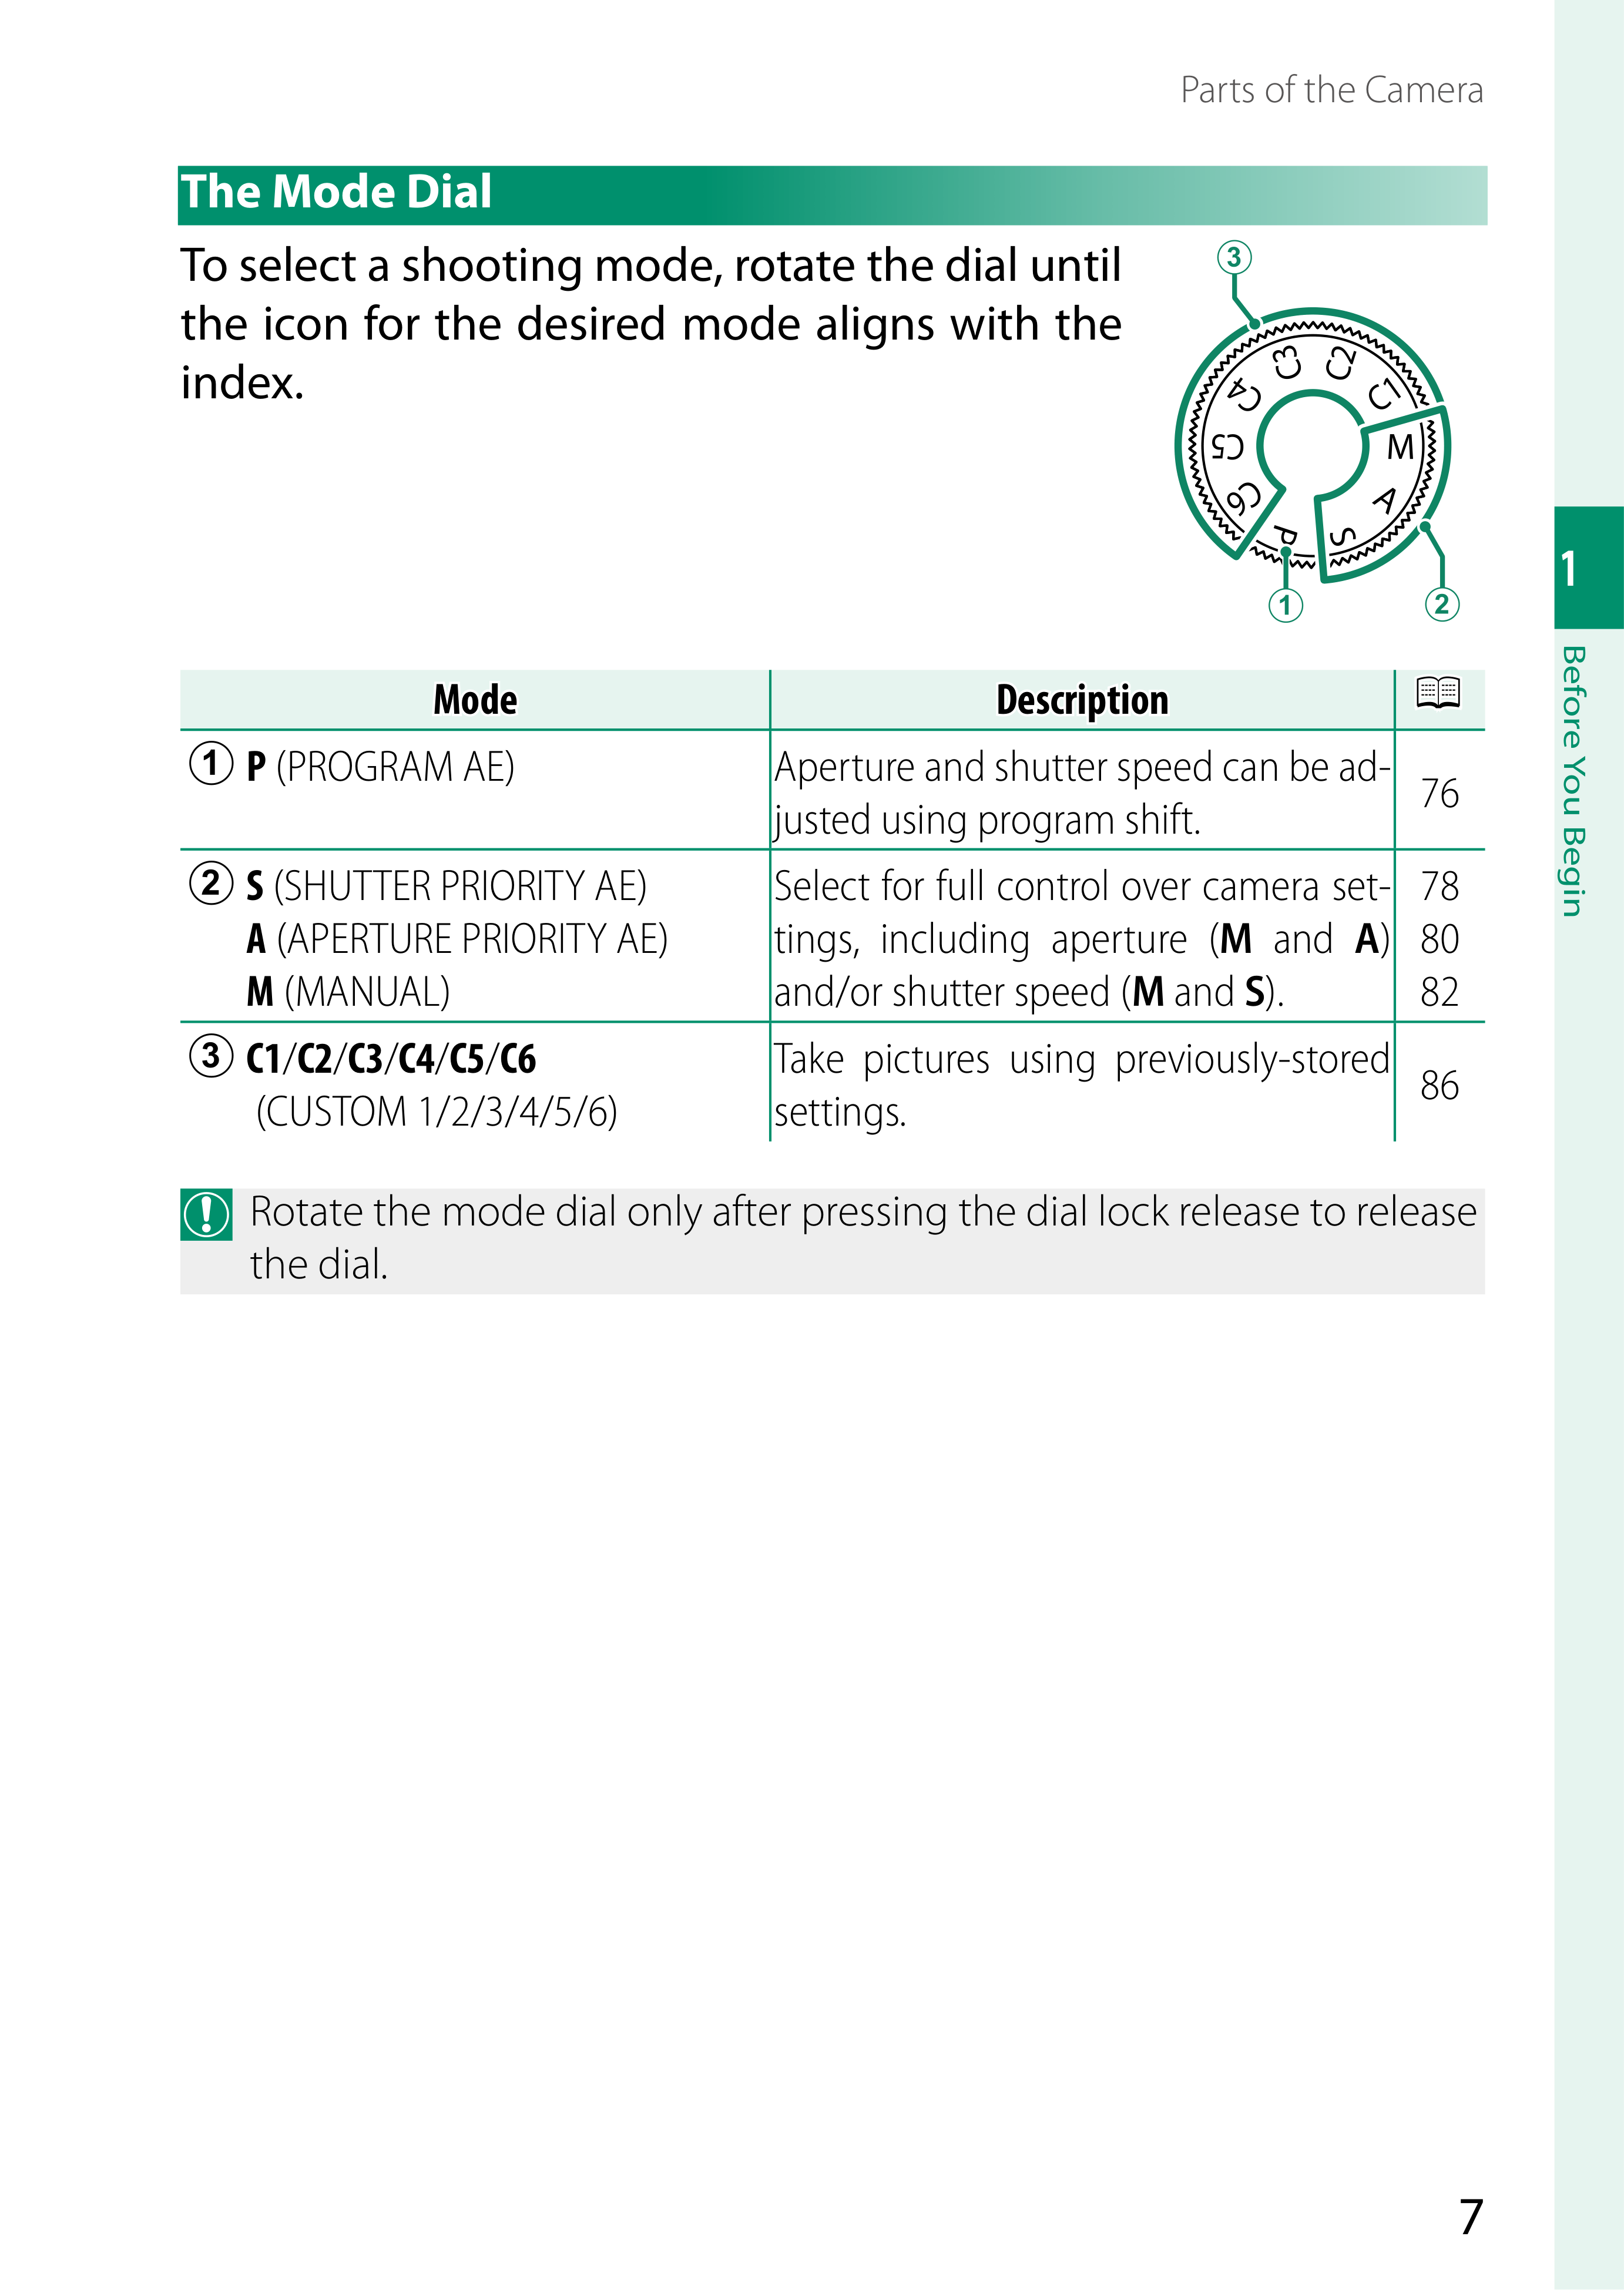 Parts of the Camera
The Mode Dial
To select a shooting mode, rotate the dial until
the icon for the desired mode aligns with the
index.
3
C3 C2
C4 C1
C5 M
C6 A
P S
1 2
Mode Description
① P (PROGRAM AE) Aperture and shutter speed can be ad-
justed using program shift. 76
② S (SHUTTER PRIORITY AE) Select for full control over camera set- 78
A (APERTURE PRIORITY AE) tings, including aperture (M and A) 80
M (MANUAL) and/or shutter speed (M and S). 82
③ C1/C2/C3/C4/C5/C6 Take pictures using previously-stored
(CUSTOM 1/2/3/4/5/6) settings. 86
Rotate the mode dial only after pressing the dial lock release to release
the dial.
1
Before You Begin
7